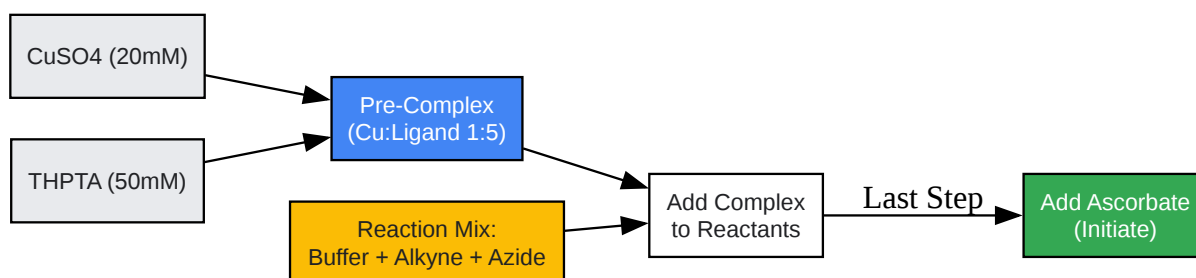 CuSO4 (20mM)
THPTA (50mM)
Pre-Complex
(Cu:Ligand 1:5)
Reaction Mix:
Buffer + Alkyne + Azide
Add Complex
to Reactants
Last Step
Add Ascorbate
(Initiate)